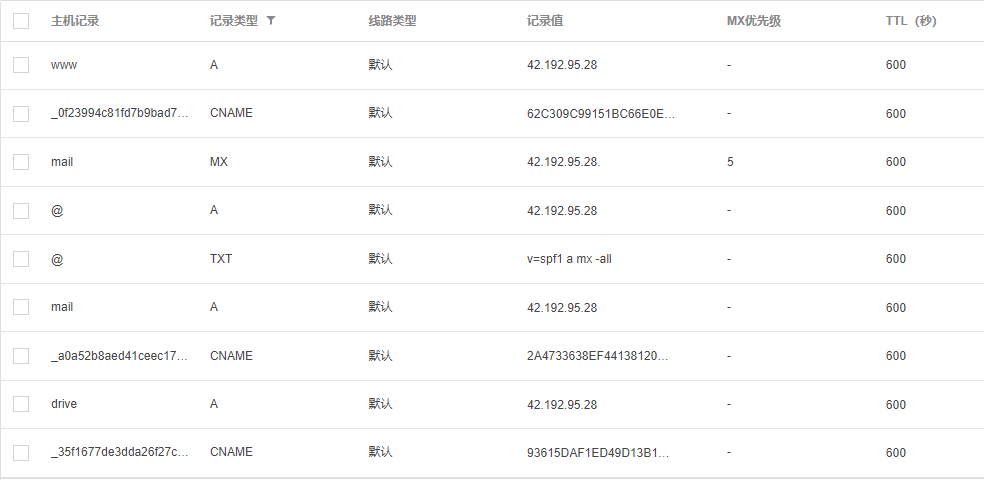 主机记录 记录类型 线路类型 记录值 MX优先级 TTL（秒）
www A 默认 42.192.95.28 - 600
_0f23994c81fd7b9bad7... CNAME 默认 62C309C99151BC66E0E... - 600
mail MX 默认 42.192.95.28. 5 600
@ A 默认 42.192.95.28 - 600
@ TXT 默认 v=spf1 a mx -all - 600
mail A 默认 42.192.95.28 - 600
_a0a52b8aed41ceec17... CNAME 默认 2A4733638EF44138120... - 600
drive A 默认 42.192.95.28 - 600
_35f1677de3dda26f27c... CNAME 默认 93615DAF1ED49D13B1... - 600